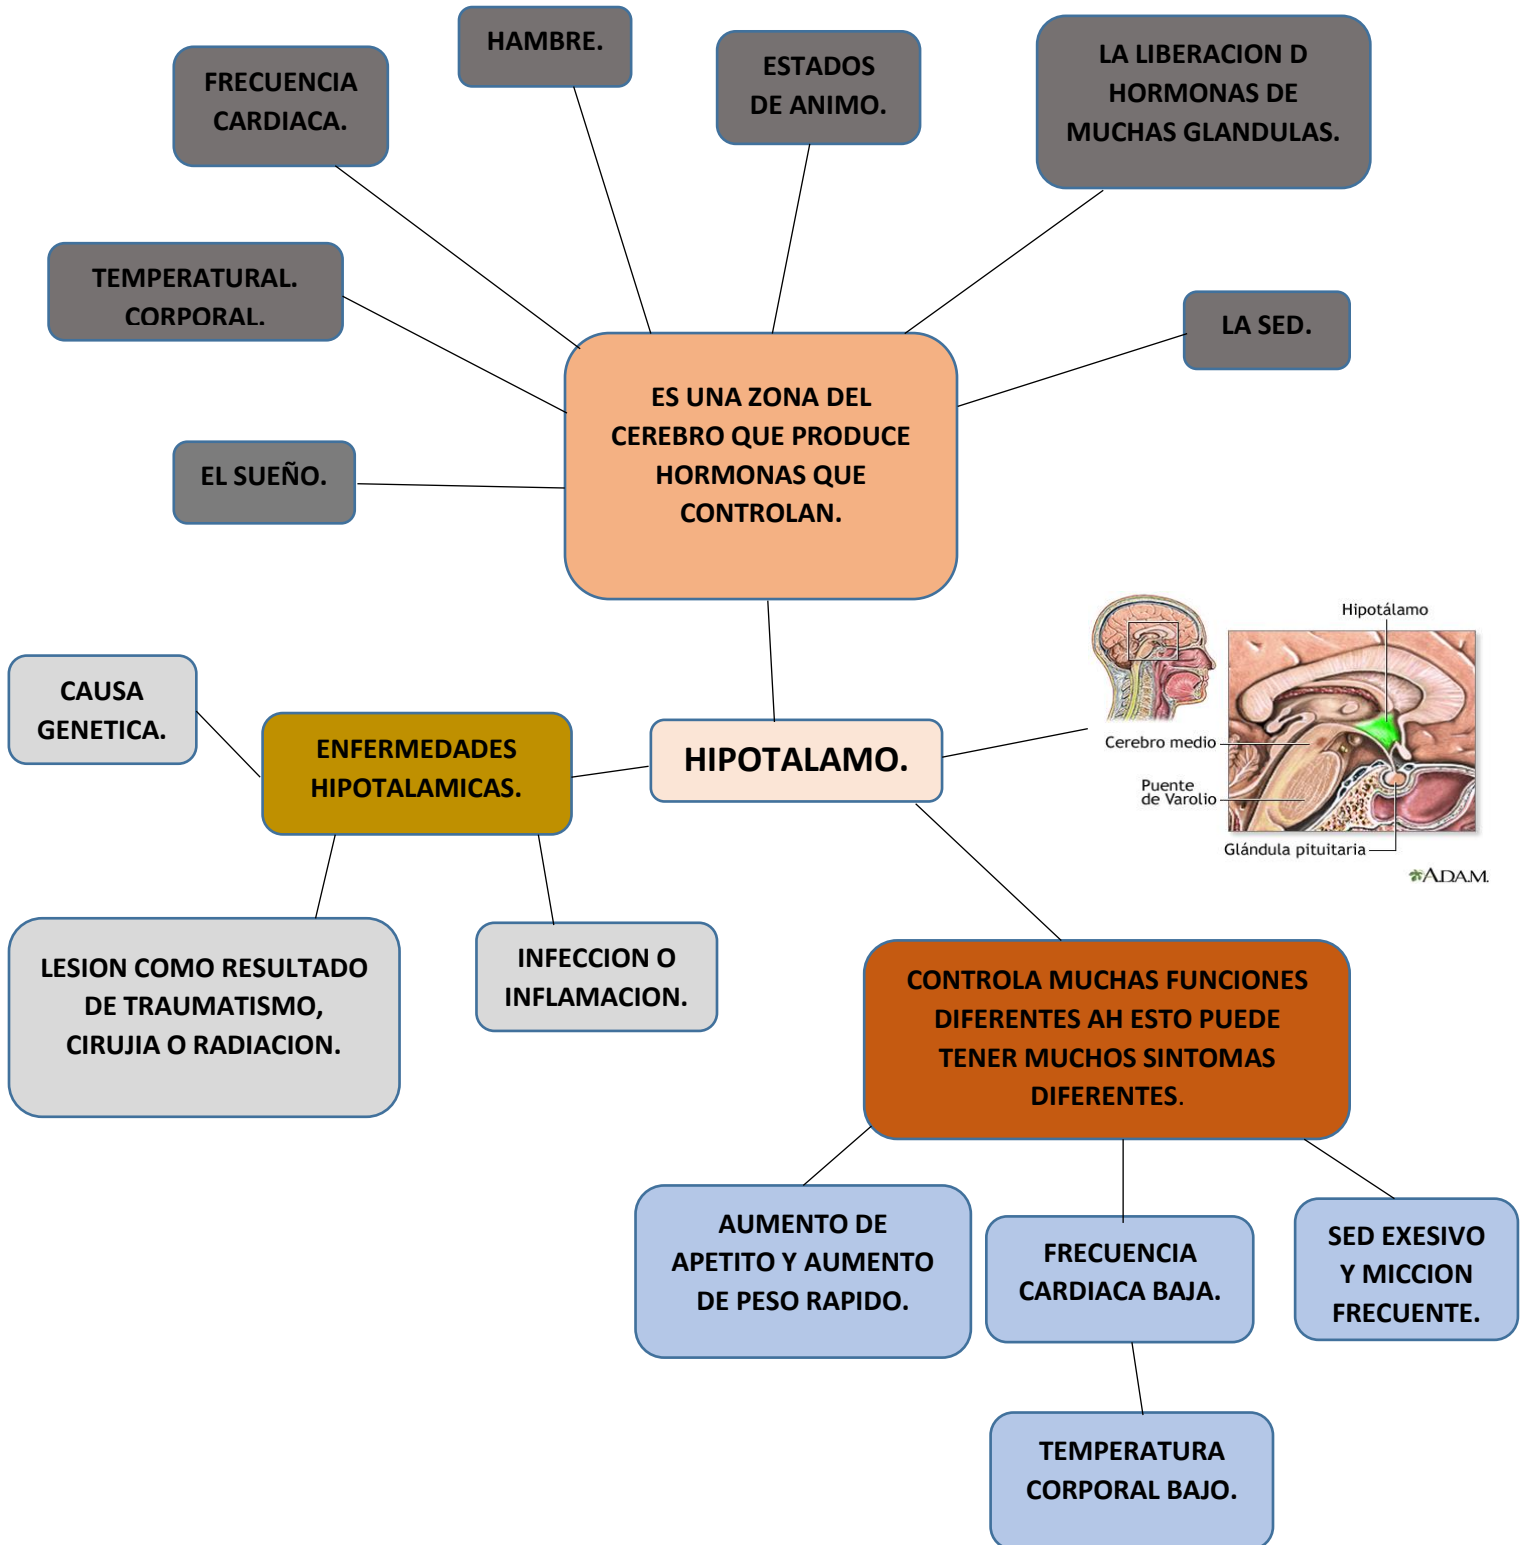 HAMBRE.
FRECUENCIA
CARDIACA.
ESTADOS
DE ANIMO.
LA LIBERACION D
HORMONAS DE
MUCHAS GLANDULAS.
TEMPERATURAL.
CORPORAL.
LA SED.
ES UNA ZONA DEL
CEREBRO QUE PRODUCE
HORMONAS QUE
CONTROLAN.
EL SUEÑO.
Hipotálamo
Cerebro medio
Puente
de Varolio
Glándula pituitaria
ADAM.
CAUSA
GENETICA.
ENFERMEDADES
HIPOTALAMICAS.
HIPOTALAMO.
LESION COMO RESULTADO
DE TRAUMATISMO,
CIRUJIA O RADIACION.
INFECCION O
INFLAMACION.
CONTROLA MUCHAS FUNCIONES
DIFERENTES AH ESTO PUEDE
TENER MUCHOS SINTOMAS
DIFERENTES.
AUMENTO DE
APETITO Y AUMENTO
DE PESO RAPIDO.
FRECUENCIA
CARDIACA BAJA.
SED EXESIVO
Y MICCION
FRECUENTE.
TEMPERATURA
CORPORAL BAJO.